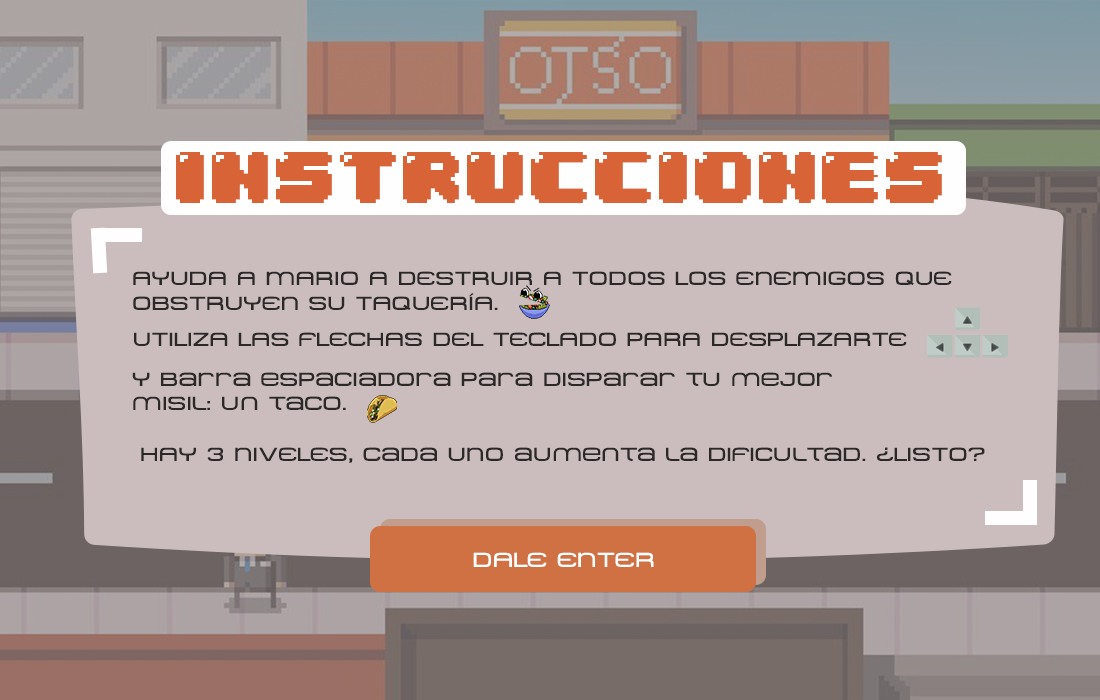 OTSO
INSTRUCCIONES
AYUDA A MARIO A DESTRUIR A TODOS LOS ENEMIGOS QUE
OBSTRUYEN SU TAQUERÍA.
UTILIZA LAS FLECHAS DEL TECLADO PARA DESPLAZARTE
Y BARRA ESPACIADORA PARA DISPARAR TU MEJOR
MISIL: UN TACO.
HAY 3 NIVELES, CADA UNO AUMENTA LA DIFICULTAD. ¿LISTO?
DALE ENTER